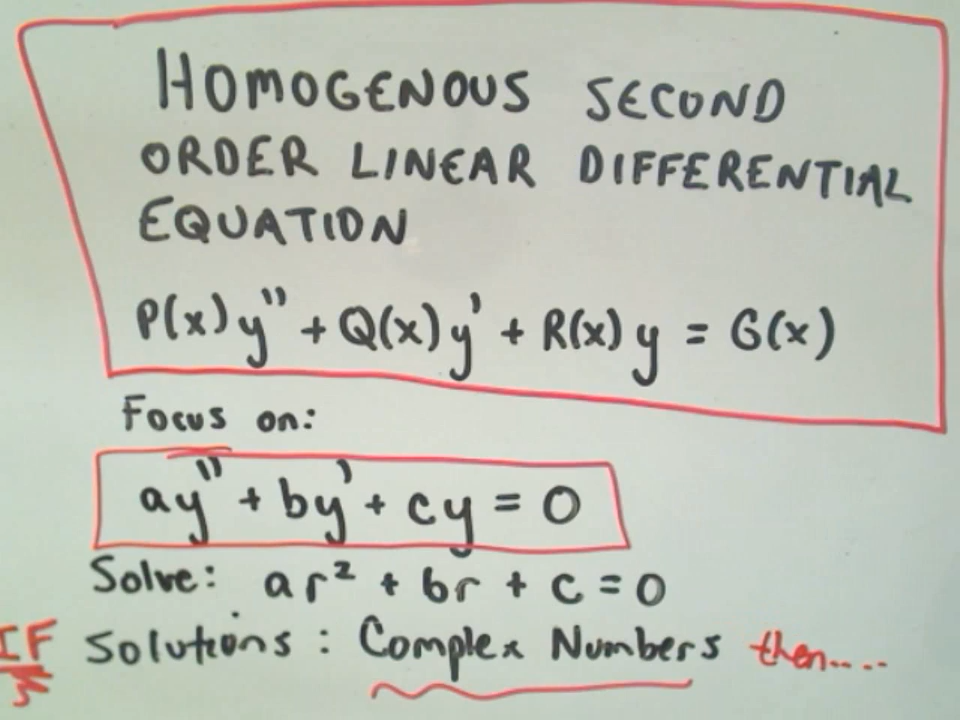 HOMOGENOUS SECOND
ORDER LINEAR DIFFERENTIAL
EQUATION
P(x)y'' + Q(x)y' + R(x)y = G(x)
Focus on:
ay'' + by' + cy = 0
Solve: ar² + br + c = 0
IF Solutions: Complex Numbers then....